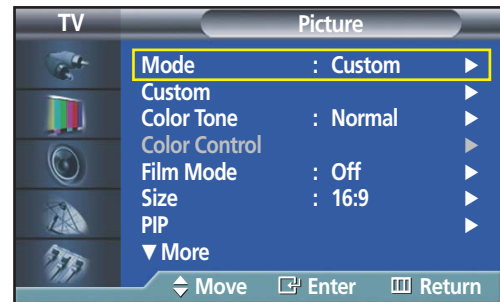 TV Picture
Mode : Custom ▶
Custom ▶
Color Tone : Normal ▶
Color Control ▶
Film Mode : Off ▶
Size : 16:9 ▶
PIP ▶
▼ More
Move Enter Return